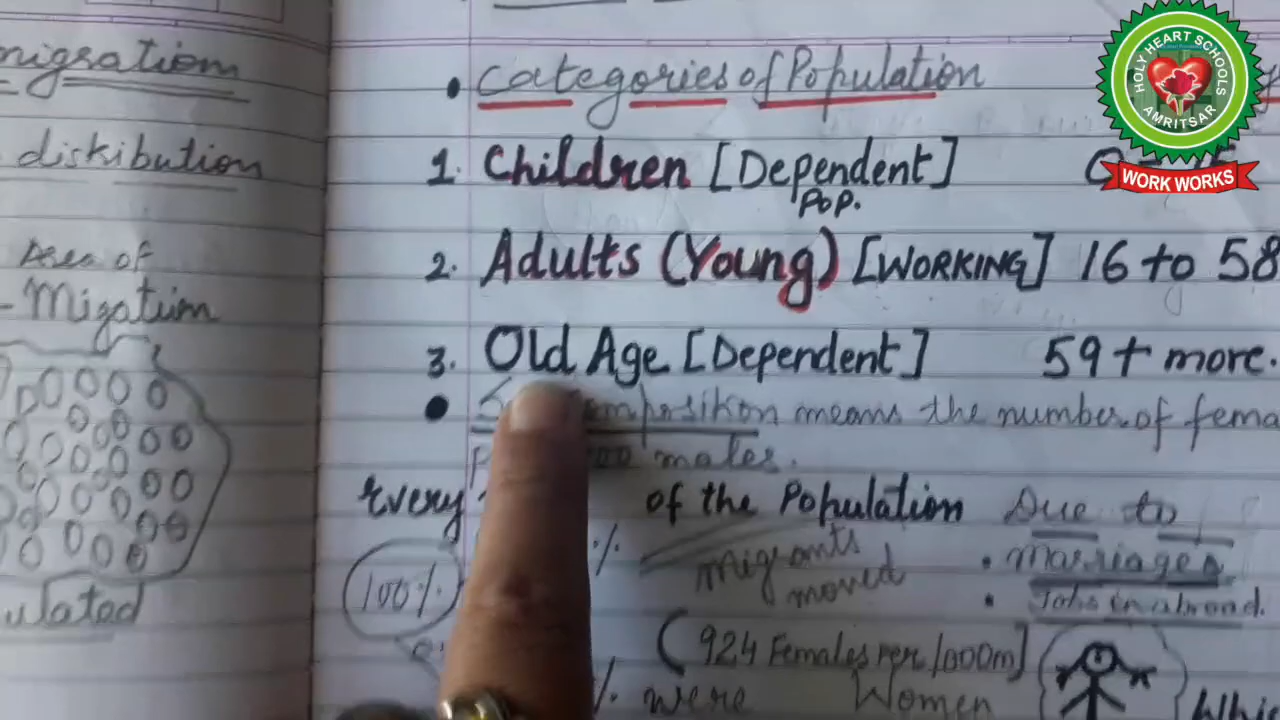 migration
distibution
Area of
Migatium
ulated
Categories of Population
1. Children [Dependent]
Pop.
2. Adults (Young) [WORKING] 16 to 58
3. Old Age [Dependent] 59+ more.
means the number of fema
males.
Every of the Population Due to
% migrants moved
• marriages
100%
• Jobs in abroad.
(924 Females Per 1000m]
% were Women
HOLY HEART SCHOOLS
AMRITSAR
WORK WORKS